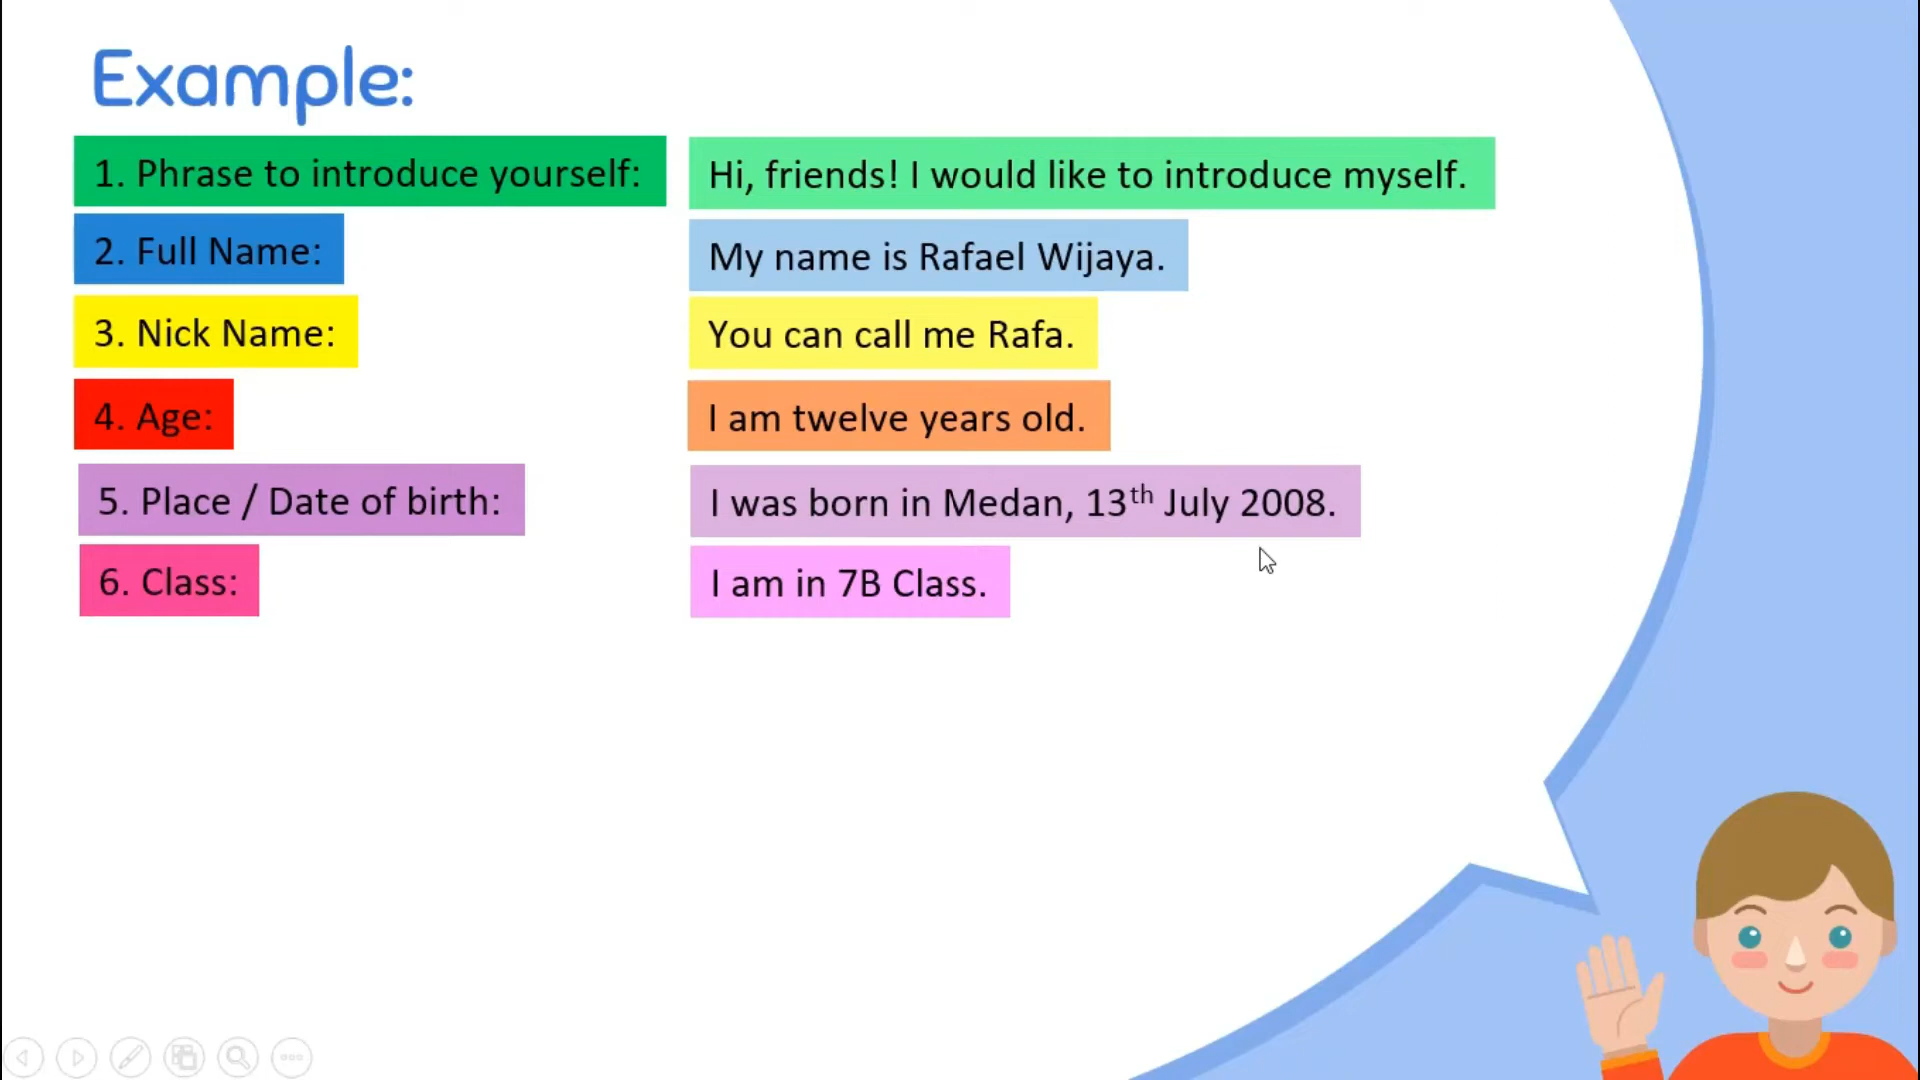 Example:
1. Phrase to introduce yourself: Hi, friends! I would like to introduce myself.
2. Full Name: My name is Rafael Wijaya.
3. Nick Name: You can call me Rafa.
4. Age: I am twelve years old.
5. Place / Date of birth: I was born in Medan, 13th July 2008.
6. Class: I am in 7B Class.